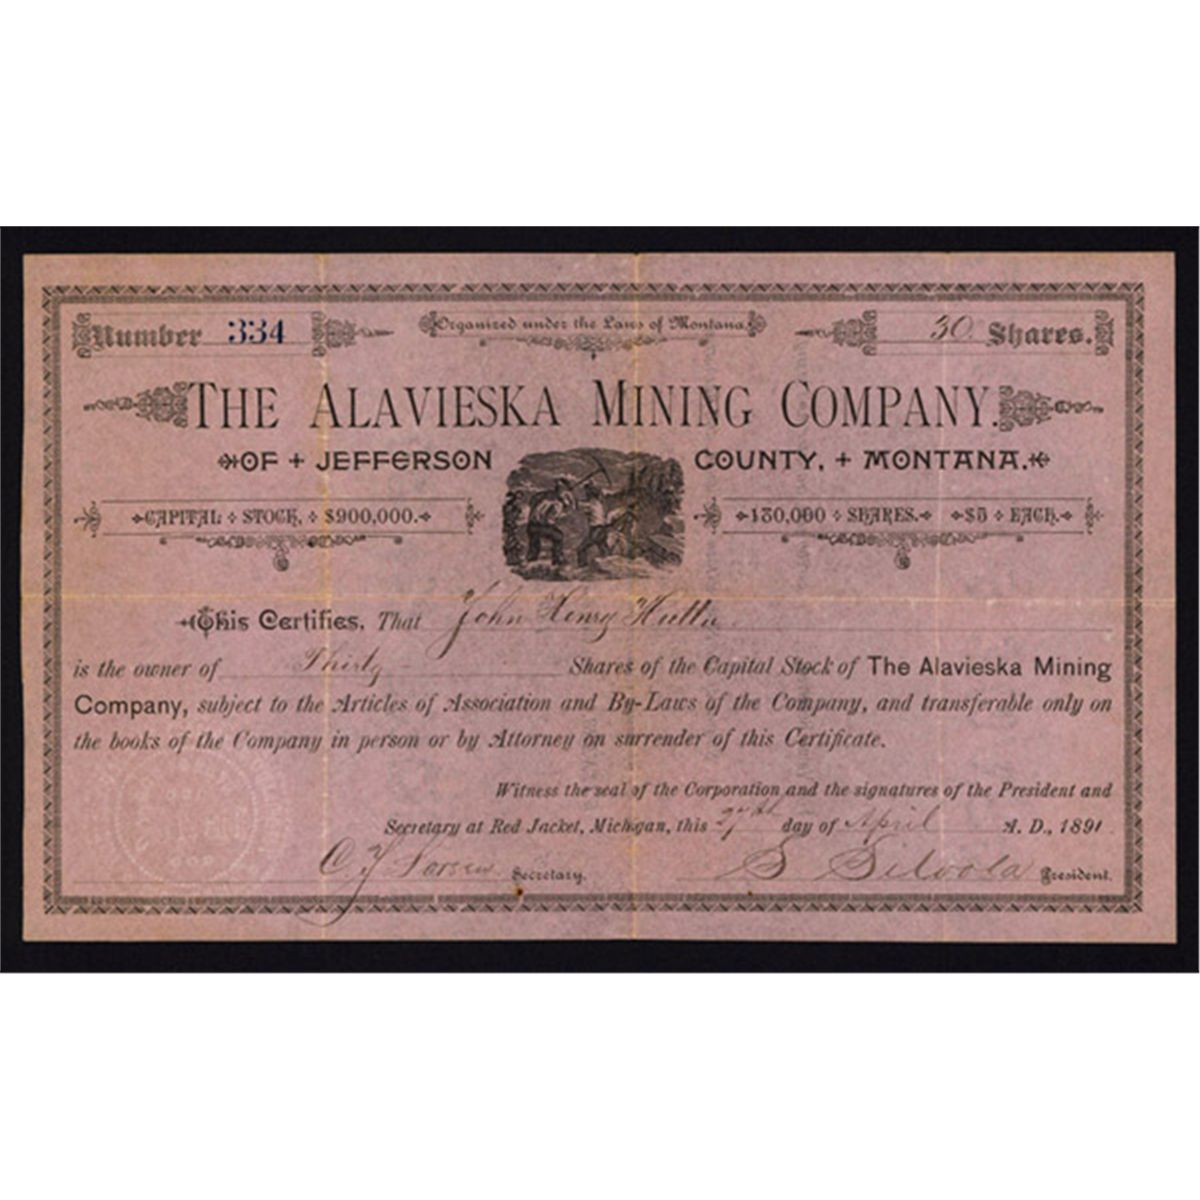 Number 334
Organized under the Laws of Montana.
30 Shares.
THE ALAVIESKA MINING COMPANY.
OF + JEFFERSON COUNTY, + MONTANA.
CAPITAL STOCK, $900,000.
180,000 SHARES. $5 EACH.
This Certifies, That John Henry
is the owner of Thirty Shares of the Capital Stock of The Alavieska Mining
Company, subject to the Articles of Association and By-Laws of the Company, and transferable only on
the books of the Company in person or by Attorney on surrender of this Certificate.
Witness the seal of the Corporation and the signatures of the President and
Secretary at Red Jacket, Michigan, this day of April A. D., 1891.
Secretary. President.